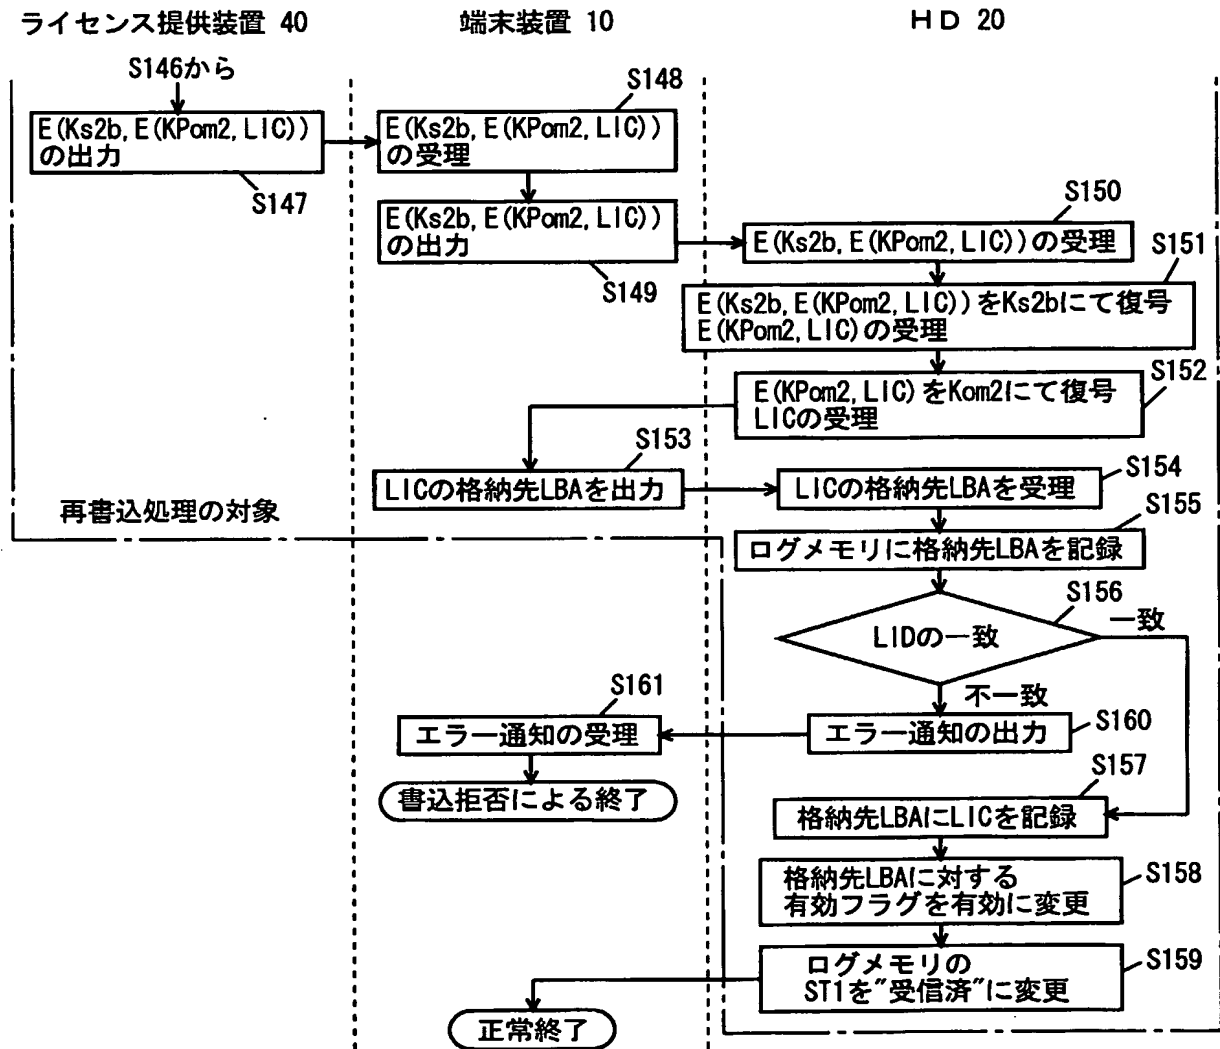 ライセンス提供装置 40
端末装置 10
HD 20
S146から
S148
E(Ks2b, E(KPom2, LIC))
の出力
S147
E(Ks2b, E(KPom2, LIC))
の受理
E(Ks2b, E(KPom2, LIC))
の出力
S149
S150
E(Ks2b, E(KPom2, LIC))の受理
S151
E(Ks2b, E(KPom2, LIC))をKs2bにて復号
E(KPom2, LIC)の受理
S152
E(KPom2, LIC)をKom2にて復号
LICの受理
S153
LICの格納先LBAを出力
S154
LICの格納先LBAを受理
再書込処理の対象
S155
ログメモリに格納先LBAを記録
S156
LIDの一致
一致
不一致
S161
エラー通知の受理
S160
エラー通知の出力
書込拒否による終了
S157
格納先LBAにLICを記録
S158
格納先LBAに対する
有効フラグを有効に変更
S159
ログメモリの
ST1を”受信済”に変更
正常終了